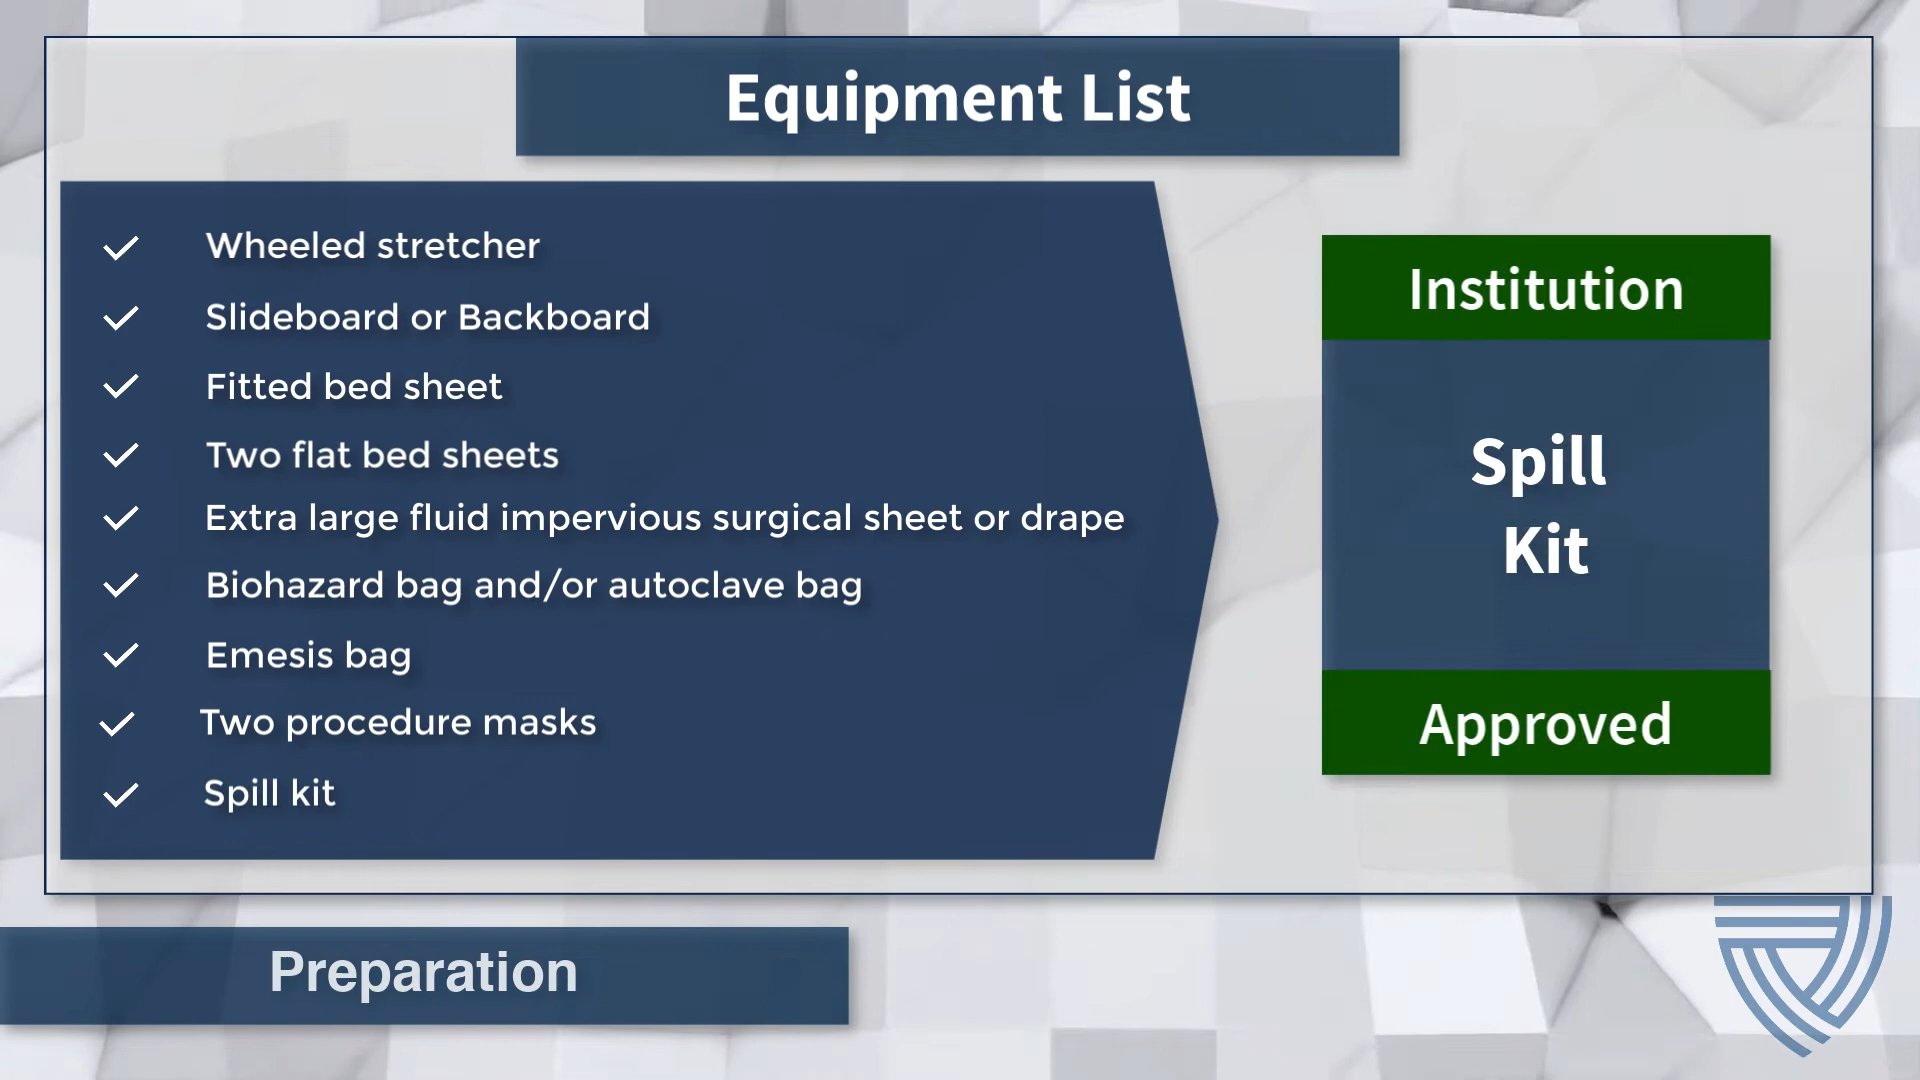 Equipment List
Wheeled stretcher
Slideboard or Backboard
Fitted bed sheet
Two flat bed sheets
Extra large fluid impervious surgical sheet or drape
Biohazard bag and/or autoclave bag
Emesis bag
Two procedure masks
Spill kit
Institution
Spill
Kit
Approved
Preparation